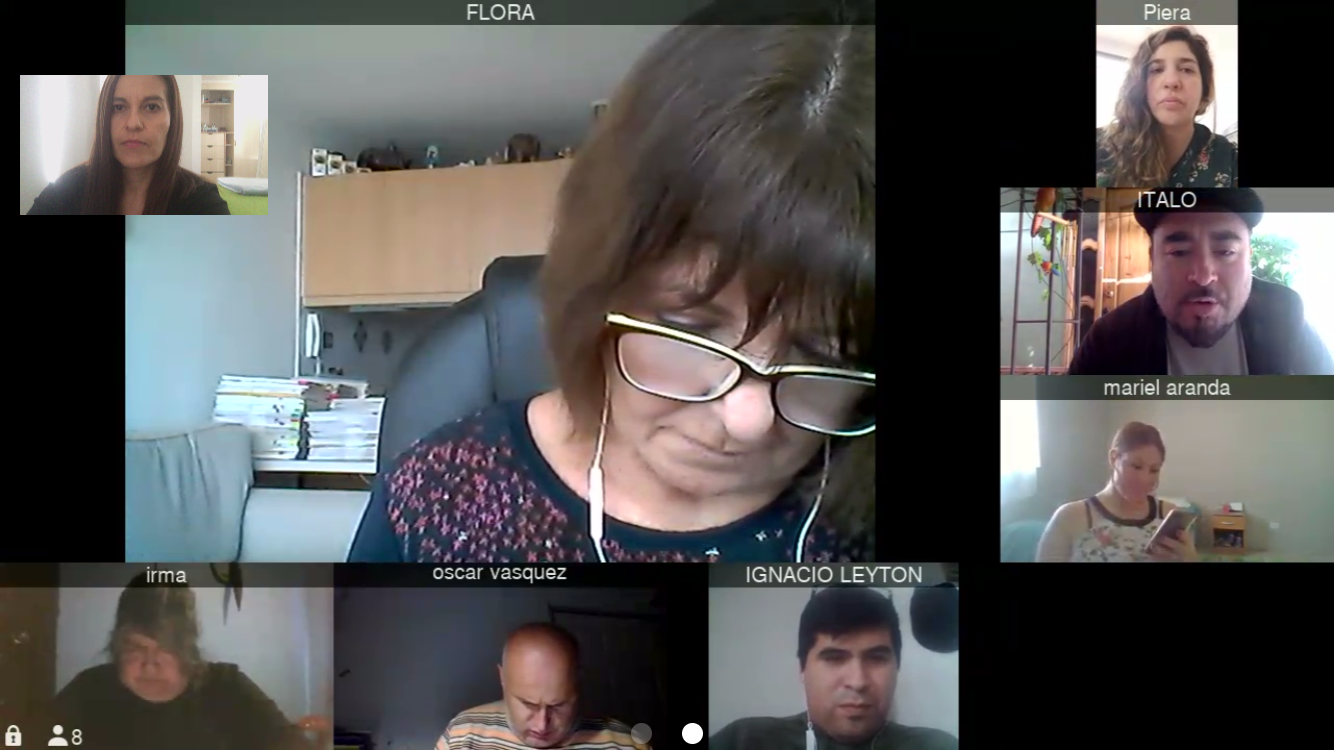 FLORA
Piera
ITALO
mariel aranda
irma
oscar vasquez
IGNACIO LEYTON
8